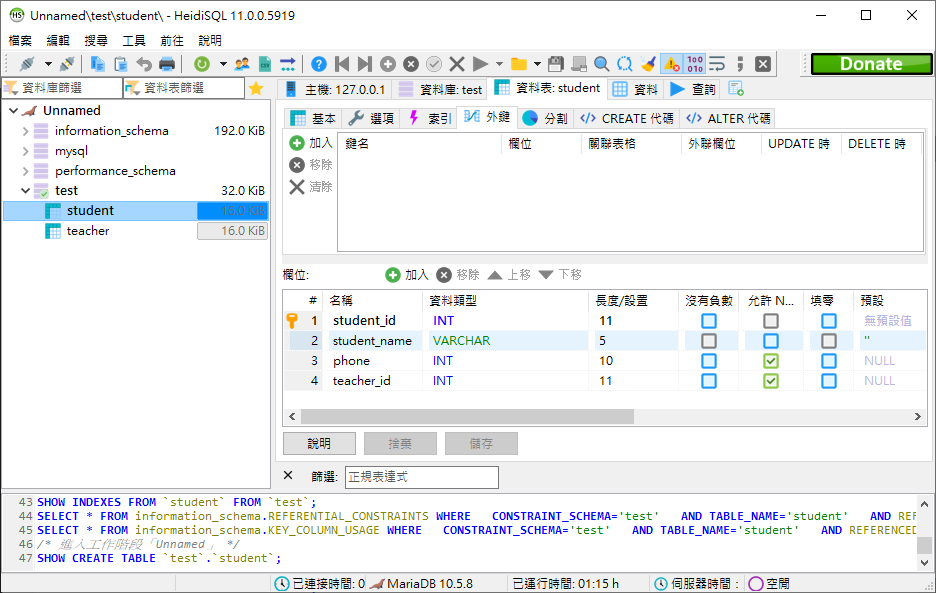 Unnamed\test\student\ - HeidiSQL 11.0.0.5919
檔案 編輯 搜尋 工具 前往 說明
Donate
資料庫篩選 資料表篩選 主機: 127.0.0.1 資料庫: test 資料表: student 資料 查詢
基本 選項 索引 外鍵 分割 CREATE 代碼 ALTER 代碼
Unnamed
information_schema 192.0 KiB
mysql
performance_schema
test 32.0 KiB
student 16.0 KiB
teacher 16.0 KiB
加入
移除
清除
鍵名 欄位 關聯表格 外聯欄位 UPDATE 時 DELETE 時
欄位: 加入 移除 上移 下移
# 名稱 資料類型 長度/設置 沒有負數 允許 N... 填零 預設
1 student_id INT 11 無預設值
2 student_name VARCHAR 5 ''
3 phone INT 10 NULL
4 teacher_id INT 11 NULL
說明 捨棄 儲存
篩選: 正規表達式
43 SHOW INDEXES FROM `student` FROM `test`;
44 SELECT * FROM information_schema.REFERENTIAL_CONSTRAINTS WHERE CONSTRAINT_SCHEMA='test' AND TABLE_NAME='student' AND REF
45 SELECT * FROM information_schema.KEY_COLUMN_USAGE WHERE CONSTRAINT_SCHEMA='test' AND TABLE_NAME='student' AND REFERENCED
46 /* 進入工作階段「Unnamed」 */
47 SHOW CREATE TABLE `test`.`student`;
已連接時間: 0 MariaDB 10.5.8 已運行時間: 01:15 h 伺服器時間： 空閒